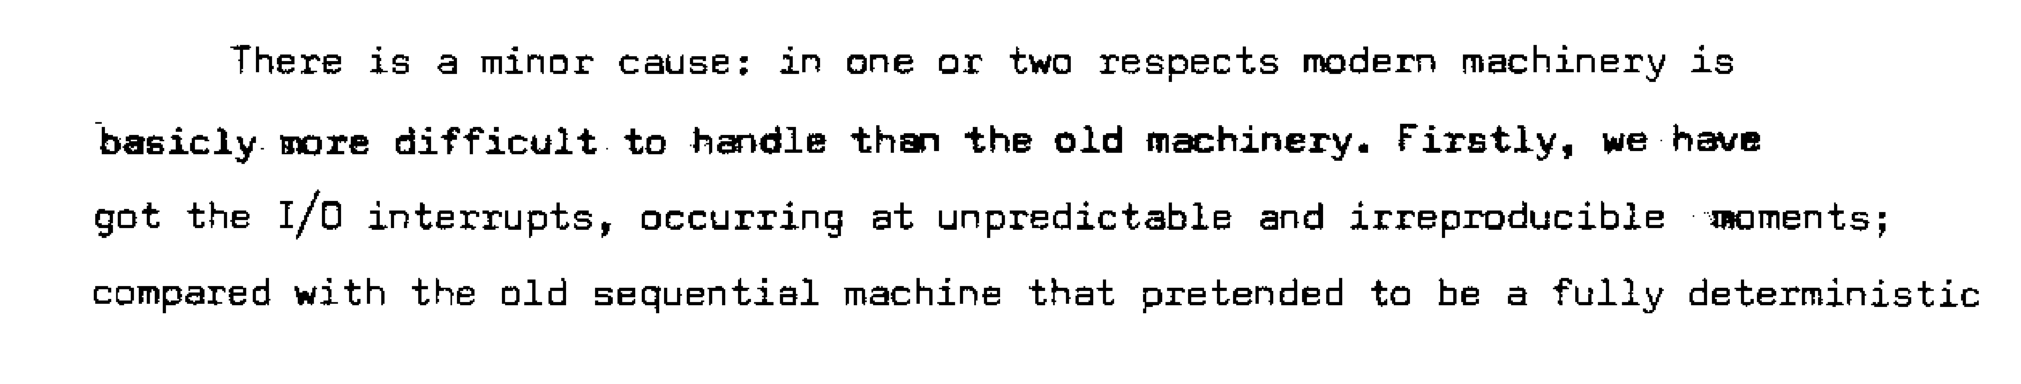 There is a minor cause: in one or two respects modern machinery is
basicly more difficult to handle than the old machinery. Firstly, we have
got the I/O interrupts, occurring at unpredictable and irreproducible moments;
compared with the old sequential machine that pretended to be a fully deterministic